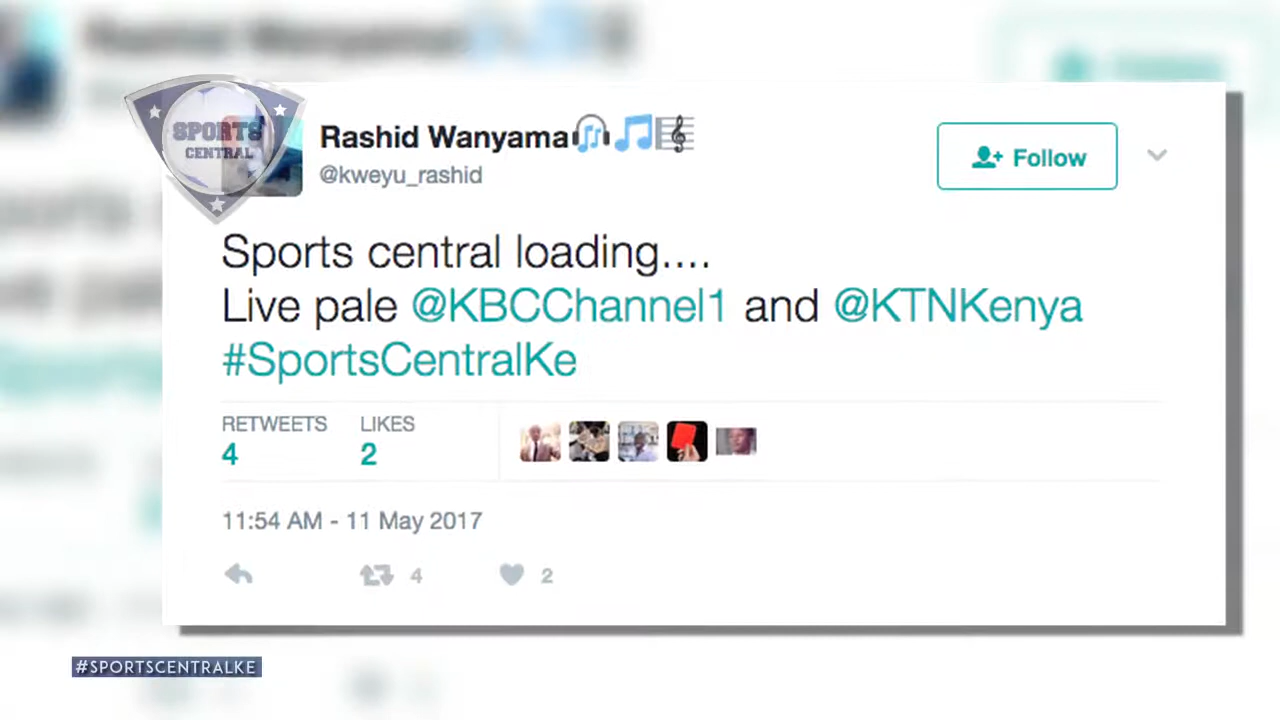 SPORTS
CENTRAL
Rashid Wanyama🎧🎵🎼
@kweyu_rashid
Follow
Sports central loading....
Live pale @KBCChannel1 and @KTNKenya
#SportsCentralKe
RETWEETS LIKES
4 2
11:54 AM - 11 May 2017
4 2
#SPORTSCENTRALKE